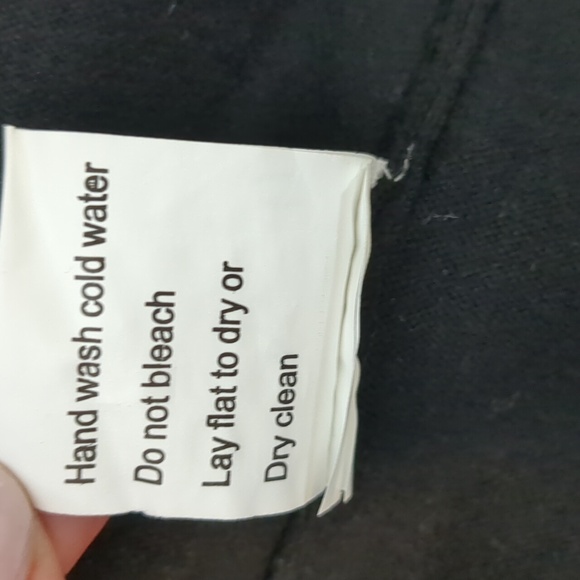 Hand wash cold water
Do not bleach
Lay flat to dry or
Dry clean